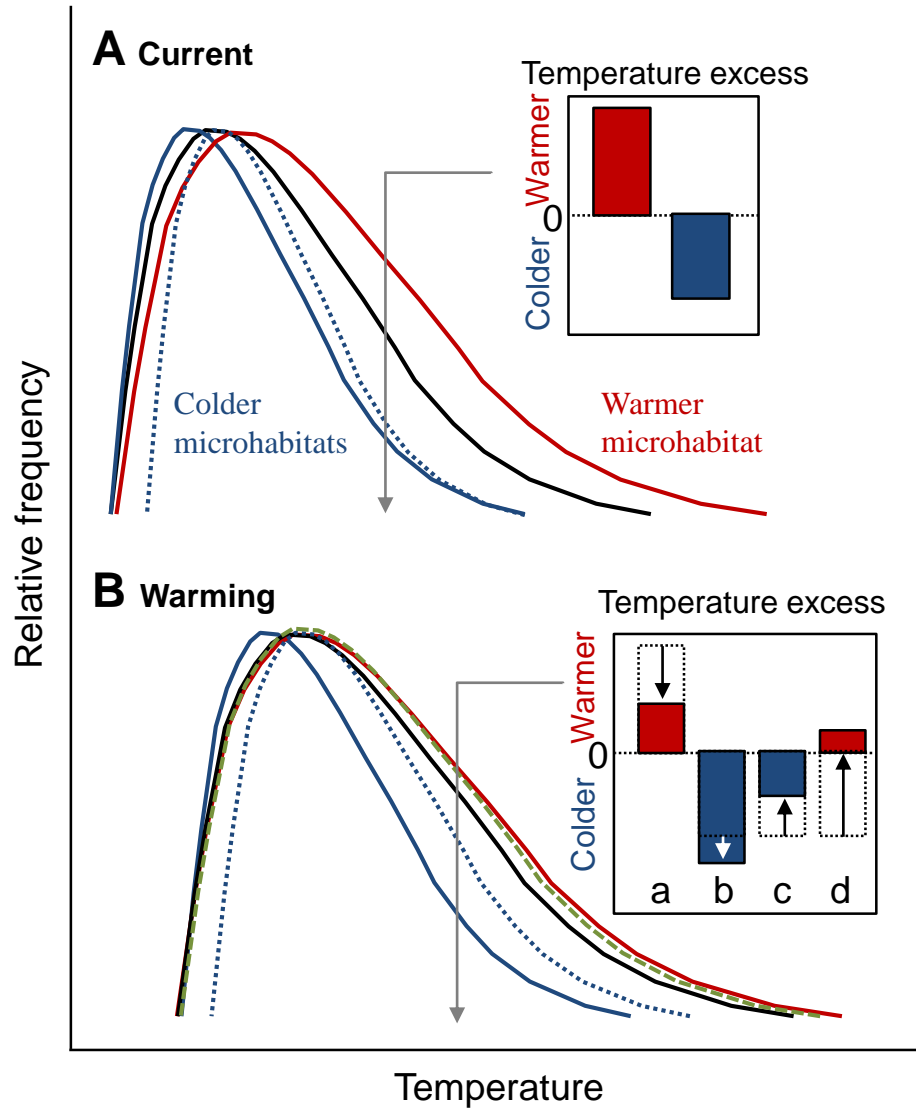 A Current
Temperature excess
Warmer
0
Colder
Colder
microhabitats
Warmer
microhabitat
Relative frequency
B Warming
Temperature excess
Warmer
0
Colder
a b c d
Temperature